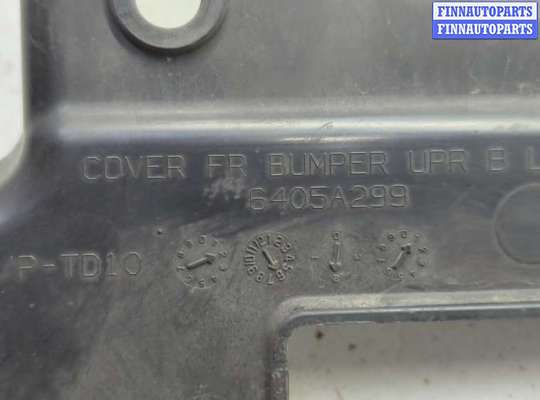 FINNAUTOPARTS
FINNAUTOPARTS
COVER FR BUMPER UPR B L
6405A299
P-TD10